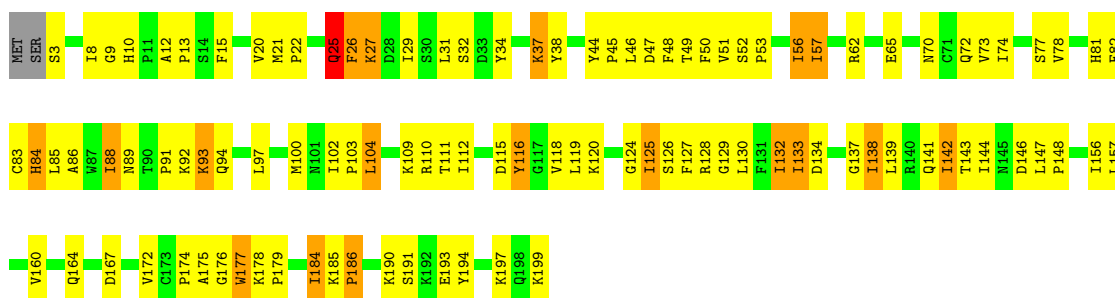 MET SER S3 I8 G9 H10 P11 A12 P13 S14 F15 V20 M21 P22 Q25 F26 K27 D28 I29 S30 L31 S32 D33 Y34 K37 Y38 Y44 P45 L46 D47 F48 T49 F50 V51 S52 P53 I56 I57 R62 E65 N70 C71 Q72 V73 I74 S77 V78 H81
C83 H84 L85 A86 W87 I88 N89 T90 P91 K92 K93 Q94 L97 M100 N101 I102 P103 L104 K109 R110 T111 I112 D115 Y116 G117 V118 L119 K120 G124 I125 S126 F127 R128 G129 L130 F131 I132 I133 D134 G137 I138 L139 R140 Q141 I142 T143 I144 N145 D146 L147 P148 I156
V160 Q164 D167 V172 C173 P174 A175 G176 W177 K178 P179 I184 K185 P186 K190 S191 K192 E193 Y194 K197 Q198 K199